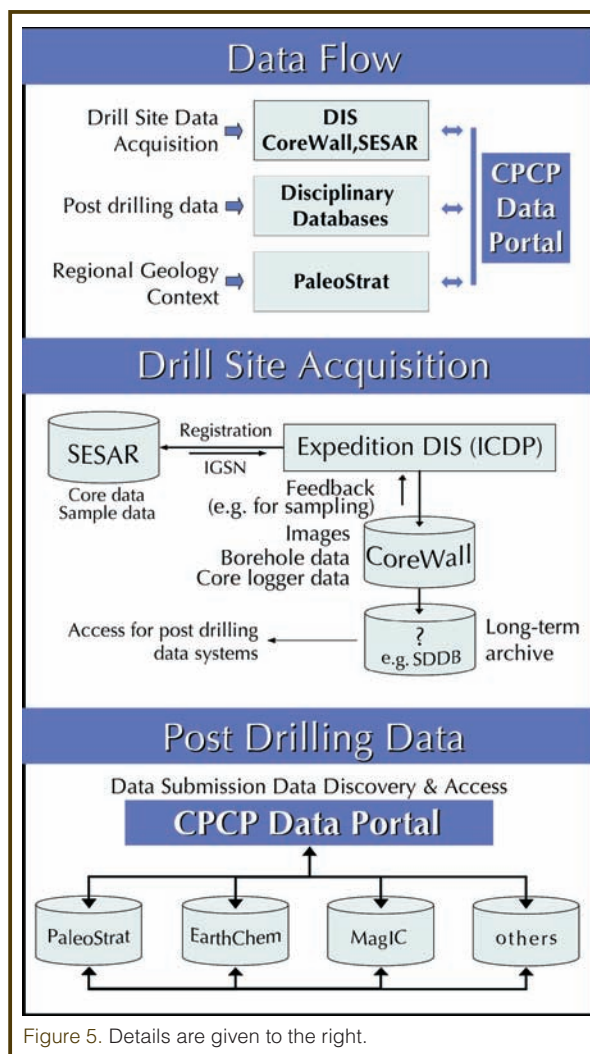 Data Flow
Drill Site Data
Acquisition
DIS
CoreWall,SESAR
Post drilling data
Disciplinary
Databases
Regional Geology
Context
PaleoStrat
CPCP
Data
Portal
Drill Site Acquisition
SESAR
Core data
Sample data
Registration
IGSN
Expedition DIS (ICDP)
Feedback
(e.g. for sampling)
Images
Borehole data
Core logger data
CoreWall
Access for post drilling
data systems
?
e.g. SDDB
Long-term
archive
Post Drilling Data
Data Submission Data Discovery & Access
CPCP Data Portal
PaleoStrat
EarthChem
MagIC
others
Figure 5. Details are given to the right.